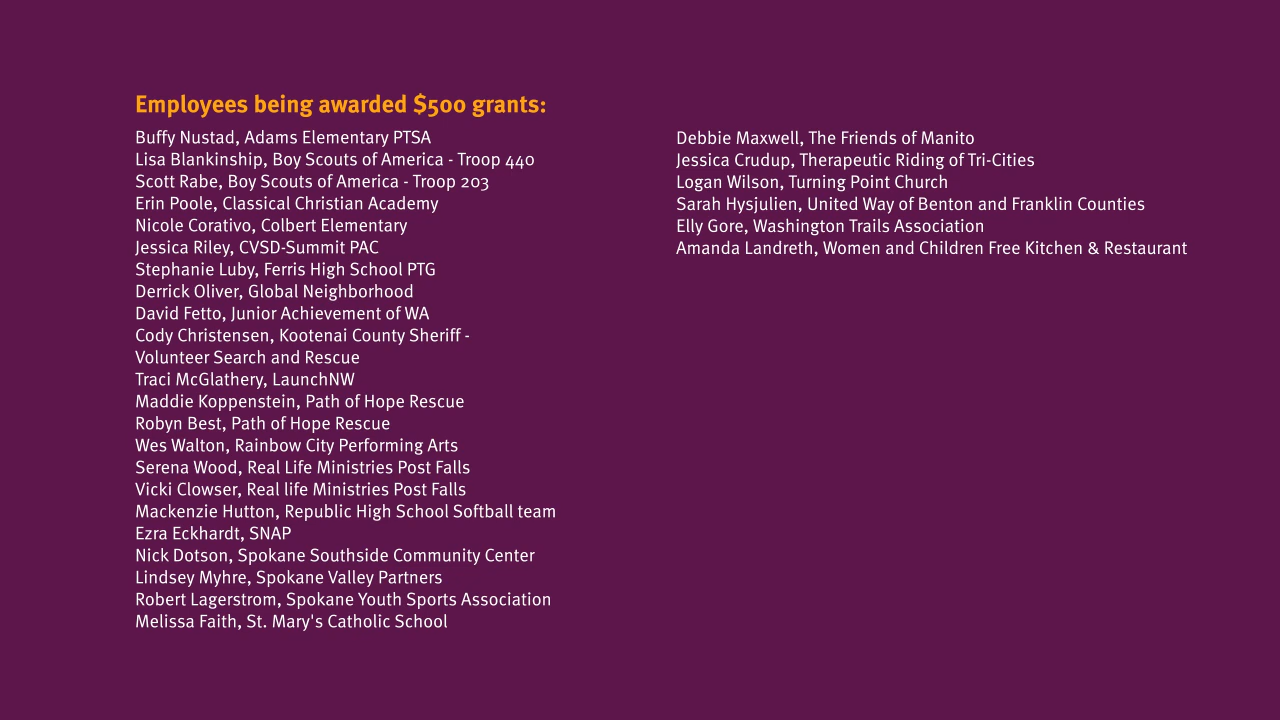 Employees being awarded $500 grants:
Buffy Nustad, Adams Elementary PTSA
Lisa Blankinship, Boy Scouts of America - Troop 440
Scott Rabe, Boy Scouts of America - Troop 203
Erin Poole, Classical Christian Academy
Nicole Corativo, Colbert Elementary
Jessica Riley, CVSD-Summit PAC
Stephanie Luby, Ferris High School PTG
Derrick Oliver, Global Neighborhood
David Fetto, Junior Achievement of WA
Cody Christensen, Kootenai County Sheriff -
Volunteer Search and Rescue
Traci McGlathery, LaunchNW
Maddie Koppenstein, Path of Hope Rescue
Robyn Best, Path of Hope Rescue
Wes Walton, Rainbow City Performing Arts
Serena Wood, Real Life Ministries Post Falls
Vicki Clowser, Real life Ministries Post Falls
Mackenzie Hutton, Republic High School Softball team
Ezra Eckhardt, SNAP
Nick Dotson, Spokane Southside Community Center
Lindsey Myhre, Spokane Valley Partners
Robert Lagerstrom, Spokane Youth Sports Association
Melissa Faith, St. Mary's Catholic School
Debbie Maxwell, The Friends of Manito
Jessica Crudup, Therapeutic Riding of Tri-Cities
Logan Wilson, Turning Point Church
Sarah Hysjulien, United Way of Benton and Franklin Counties
Elly Gore, Washington Trails Association
Amanda Landreth, Women and Children Free Kitchen & Restaurant